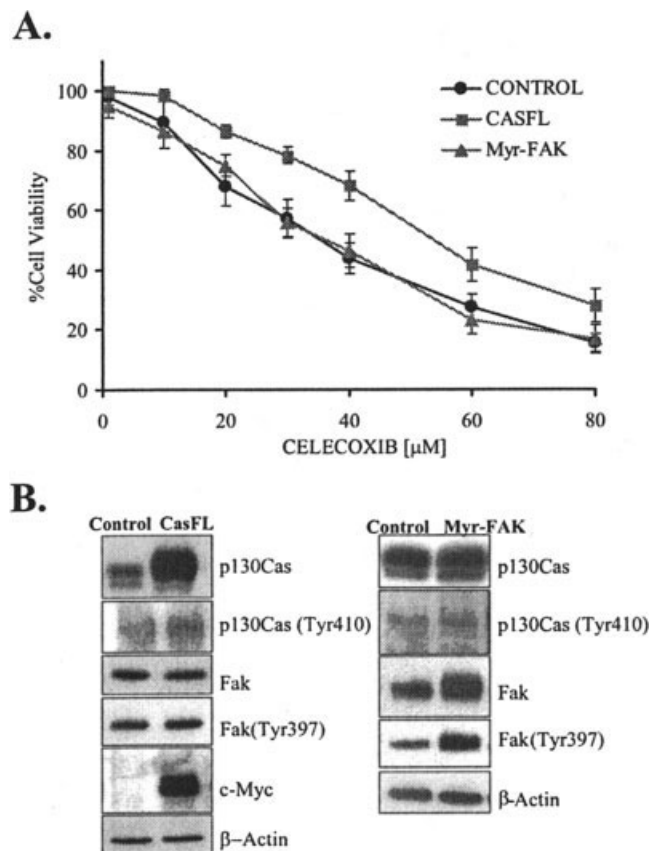 A.
100
80
60
40
20
0
%Cell Viability
CONTROL
CASFL
Myr-FAK
0 20 40 60 80
CELECOXIB [µM]
B.
Control CasFL
p130Cas
p130Cas (Tyr410)
Fak
Fak(Tyr397)
c-Myc
β-Actin
Control Myr-FAK
p130Cas
p130Cas (Tyr410)
Fak
Fak(Tyr397)
β-Actin